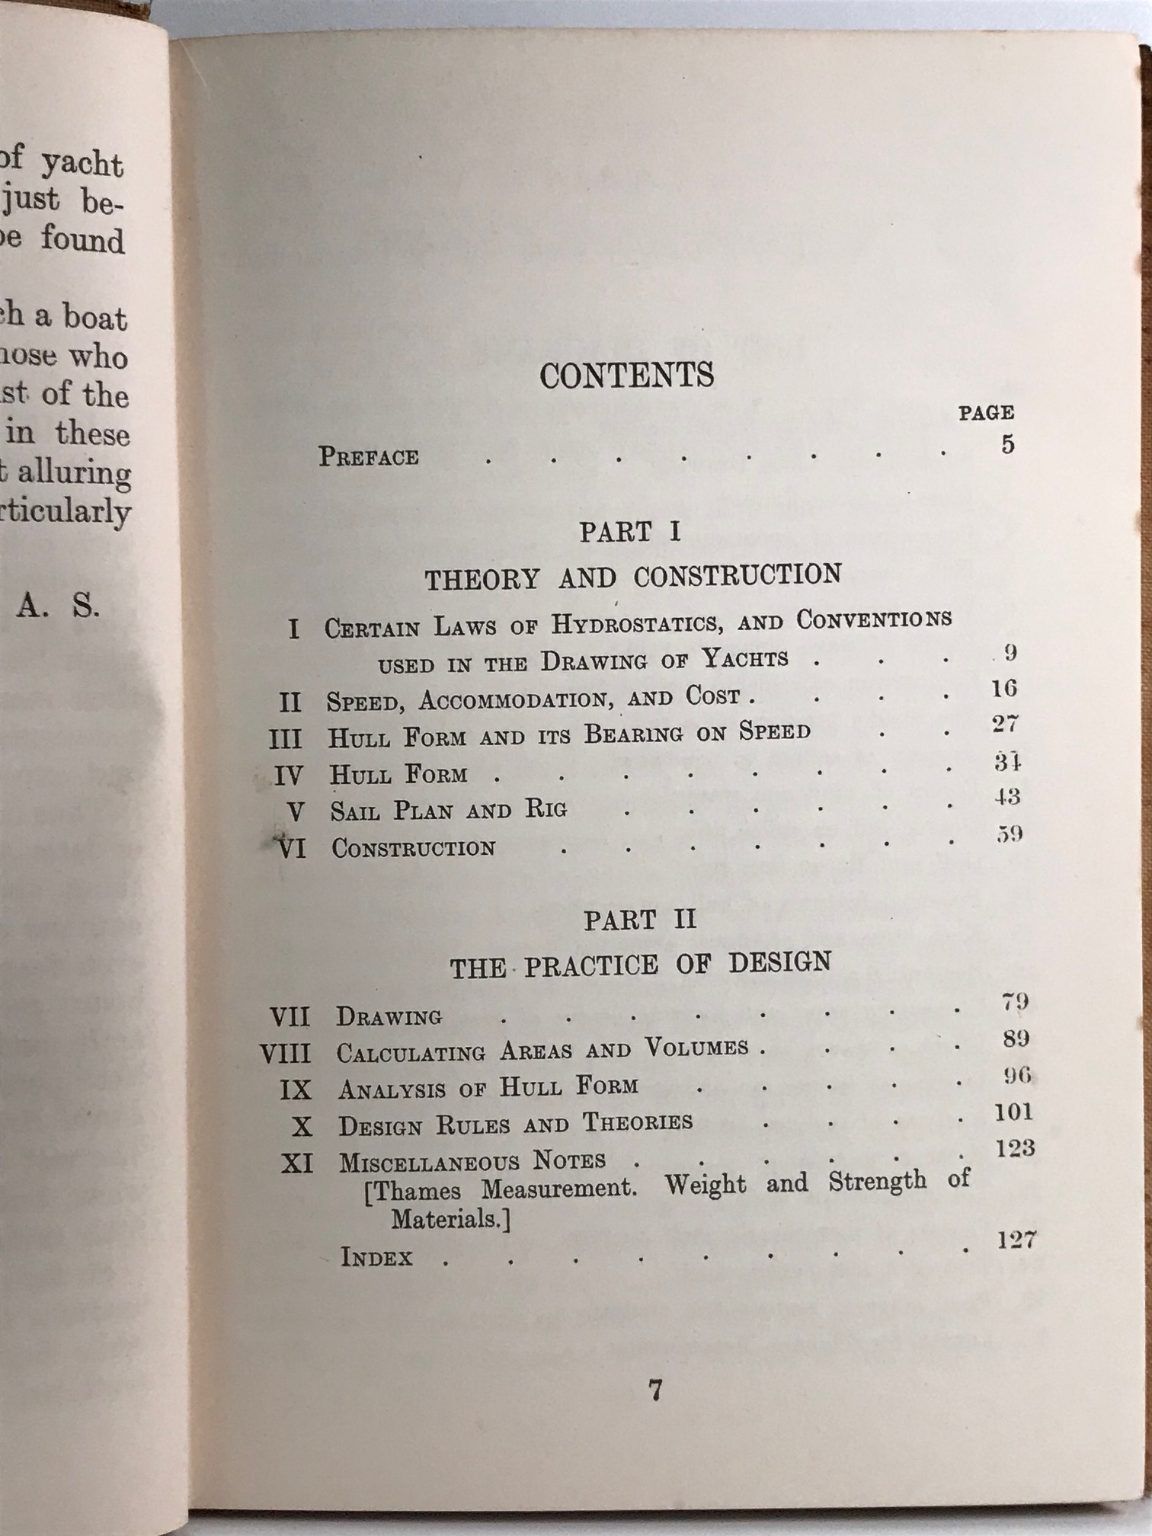 of yacht
just be-
be found
a boat
who
of the
in these
alluring
A. S.
CONTENTS
PAGE
PREFACE . . . . . . . . 5
PART I
THEORY AND CONSTRUCTION
I CERTAIN LAWS OF HYDROSTATICS, AND CONVENTIONS
USED IN THE DRAWING OF YACHTS . . . 9
II SPEED, ACCOMMODATION, AND COST . . . . 16
III HULL FORM AND ITS BEARING ON SPEED . . 27
IV HULL FORM . . . . . . . . 34
V SAIL PLAN AND RIG . . . . . . 43
VI CONSTRUCTION . . . . . . . 59
PART II
THE PRACTICE OF DESIGN
VII DRAWING . . . . . . . . 79
VIII CALCULATING AREAS AND VOLUMES . . . . 89
IX ANALYSIS OF HULL FORM . . . . . 96
X DESIGN RULES AND THEORIES . . . . 101
XI MISCELLANEOUS NOTES . . . . . . 123
[Thames Measurement. Weight and Strength of
Materials.]
INDEX . . . . . . . . . 127
7